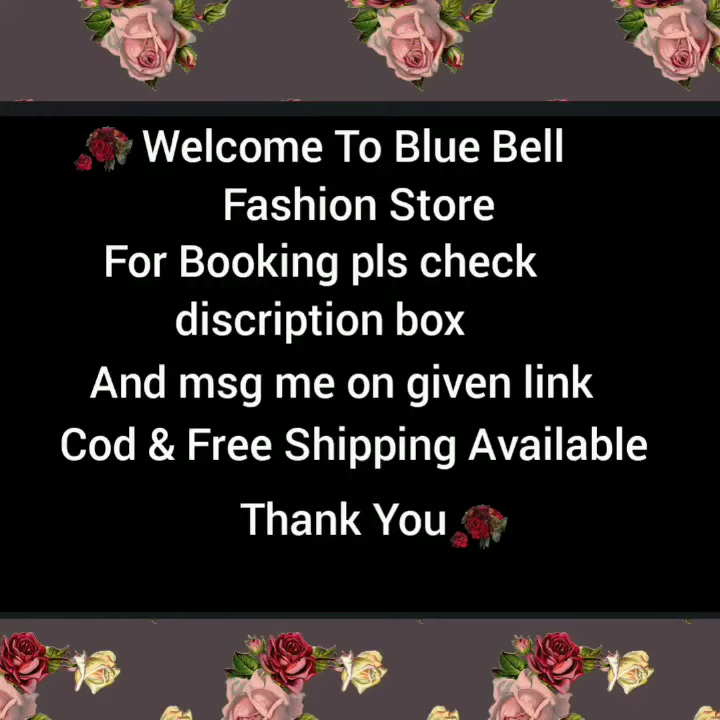 Welcome To Blue Bell
Fashion Store
For Booking pls check
discription box
And msg me on given link
Cod & Free Shipping Available
Thank You